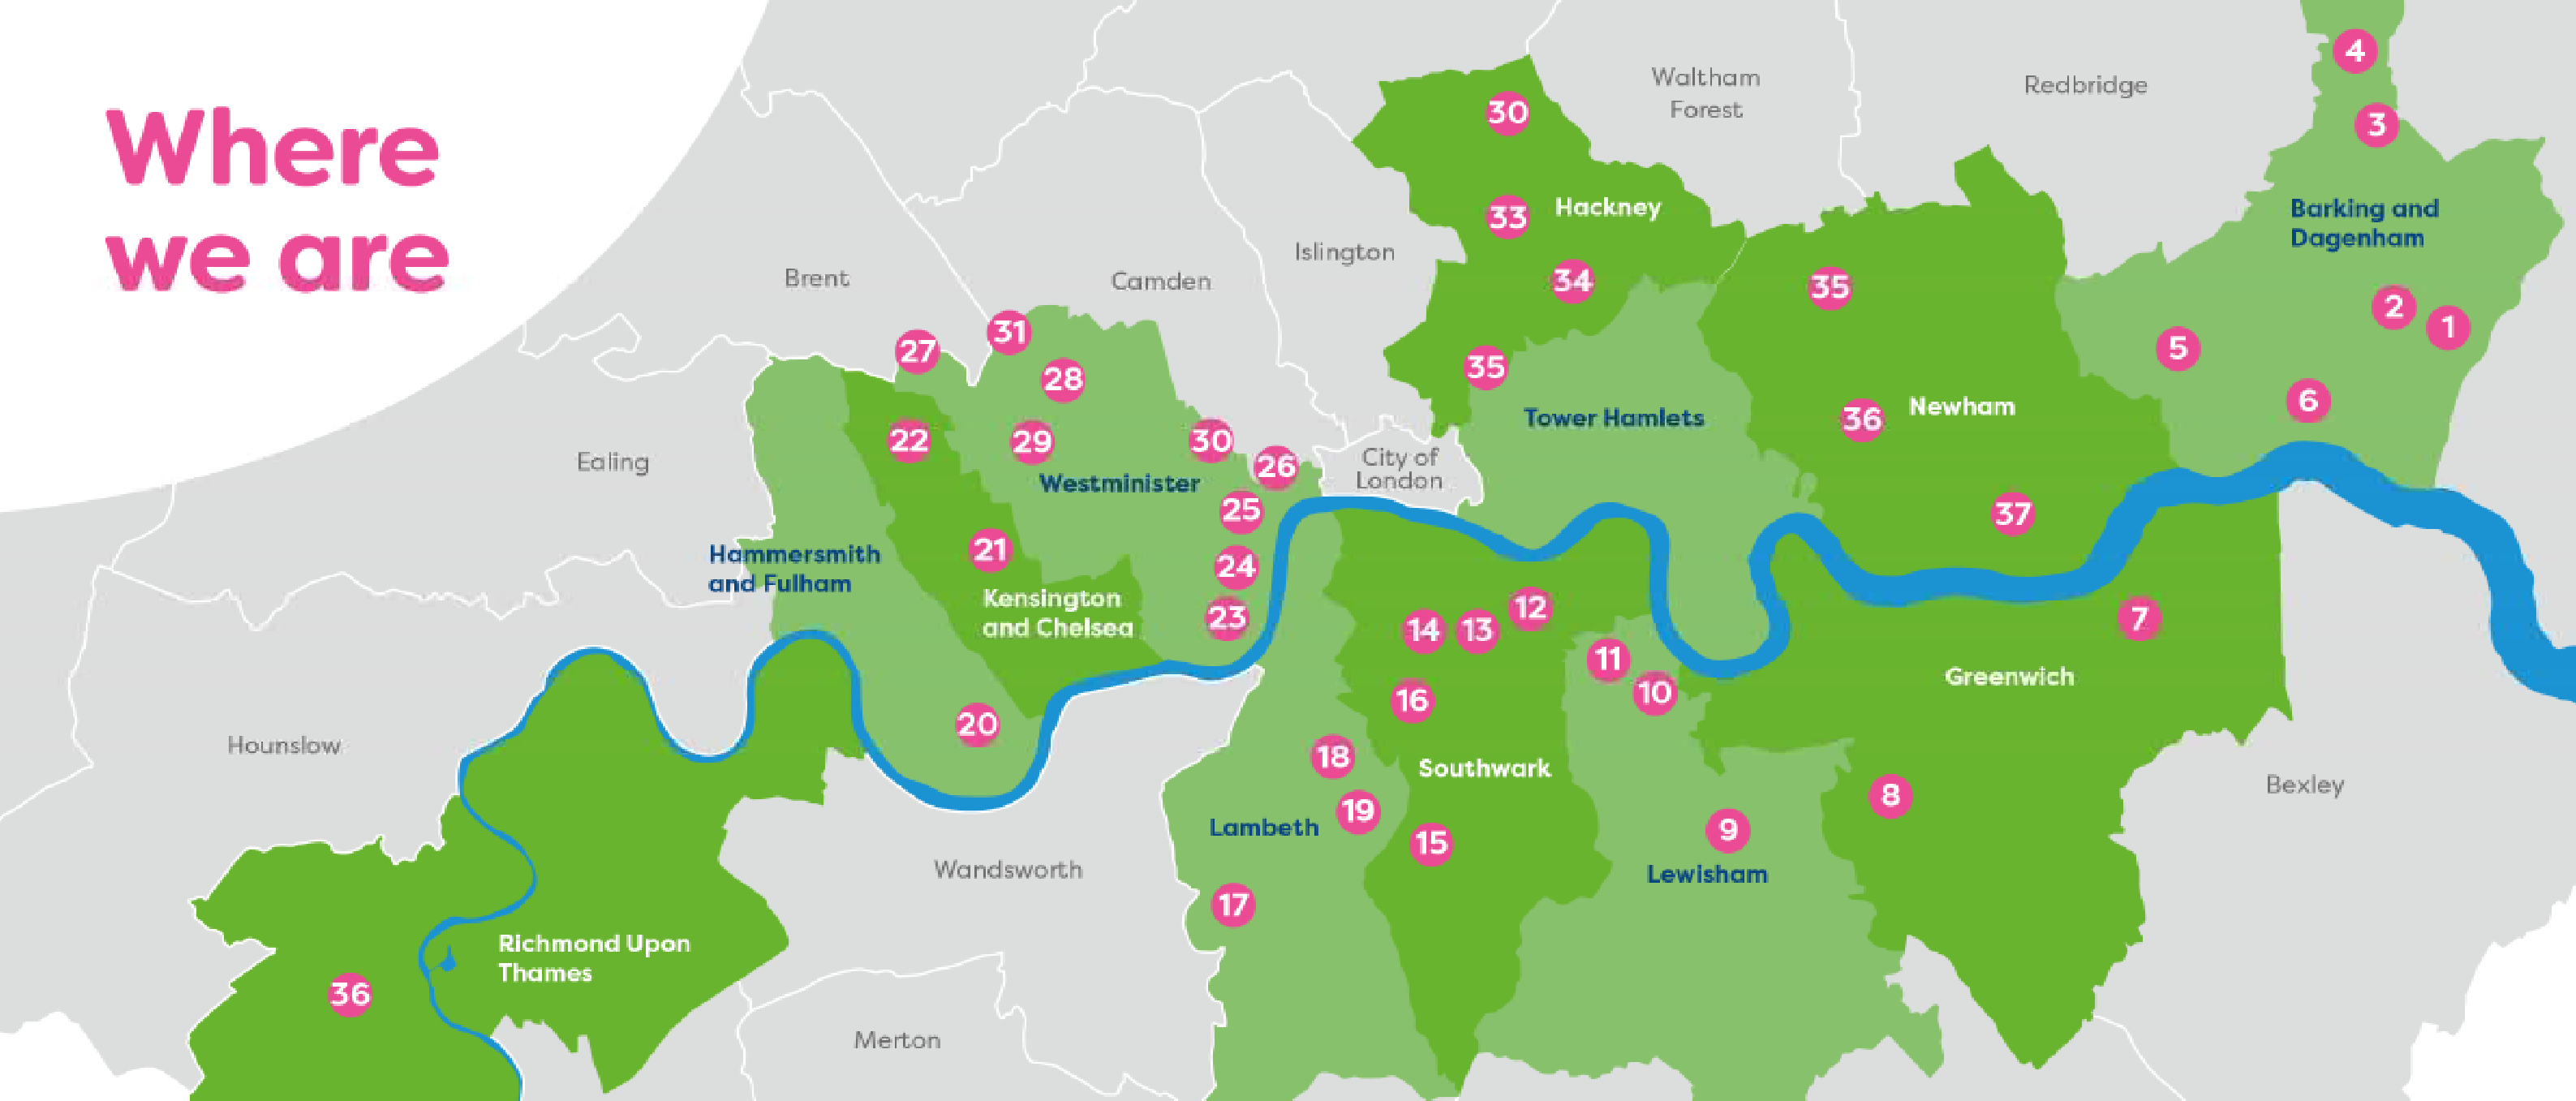 Where
we are
4
Waltham
Forest
Redbridge
30
3
33
Hackney
Barking and
Dagenham
Islington
Brent
Camden
34
35
2
1
31
27
5
28
35
6
Tower Hamlets
36
Newham
22
29
30
26
City of
London
Ealing
Westminister
25
37
21
Hammersmith
and Fulham
24
Kensington
and Chelsea
23
14
13
12
7
11
10
Greenwich
16
20
Hounslow
18
Southwark
Bexley
8
19
Lambeth
15
9
Wandsworth
Lewisham
17
Richmond Upon
Thames
36
Merton